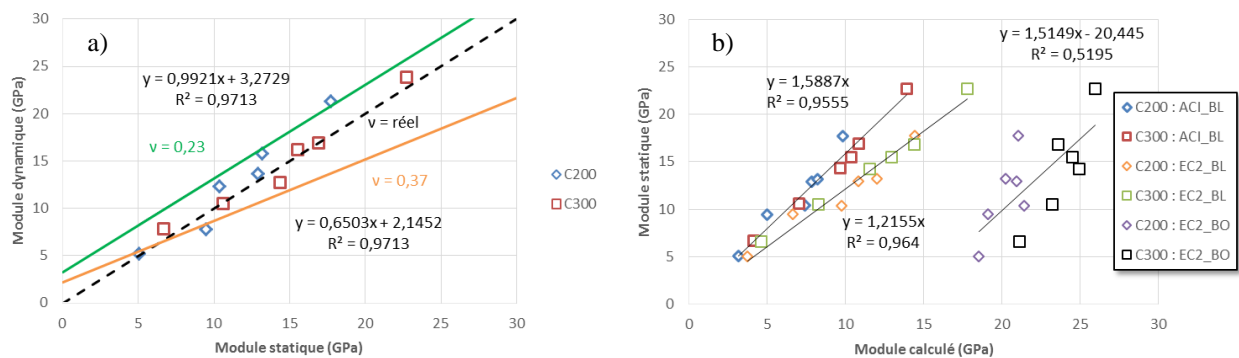 a)
30
25
20
15
10
5
0
Module dynamique (GPa)
y = 0,9921x + 3,2729
R² = 0,9713
ν = 0,23
ν = réel
ν = 0,37
y = 0,6503x + 2,1452
R² = 0,9713
0 5 10 15 20 25 30
Module statique (GPa)
C200
C300
b)
30
25
20
15
10
5
0
Module statique (GPa)
y = 1,5149x - 20,445
R² = 0,5195
y = 1,5887x
R² = 0,9555
y = 1,2155x
R² = 0,964
0 5 10 15 20 25 30
Module calculé (GPa)
C200 : ACI_BL
C300 : ACI_BL
C200 : EC2_BL
C300 : EC2_BL
C200 : EC2_BO
C300 : EC2_BO